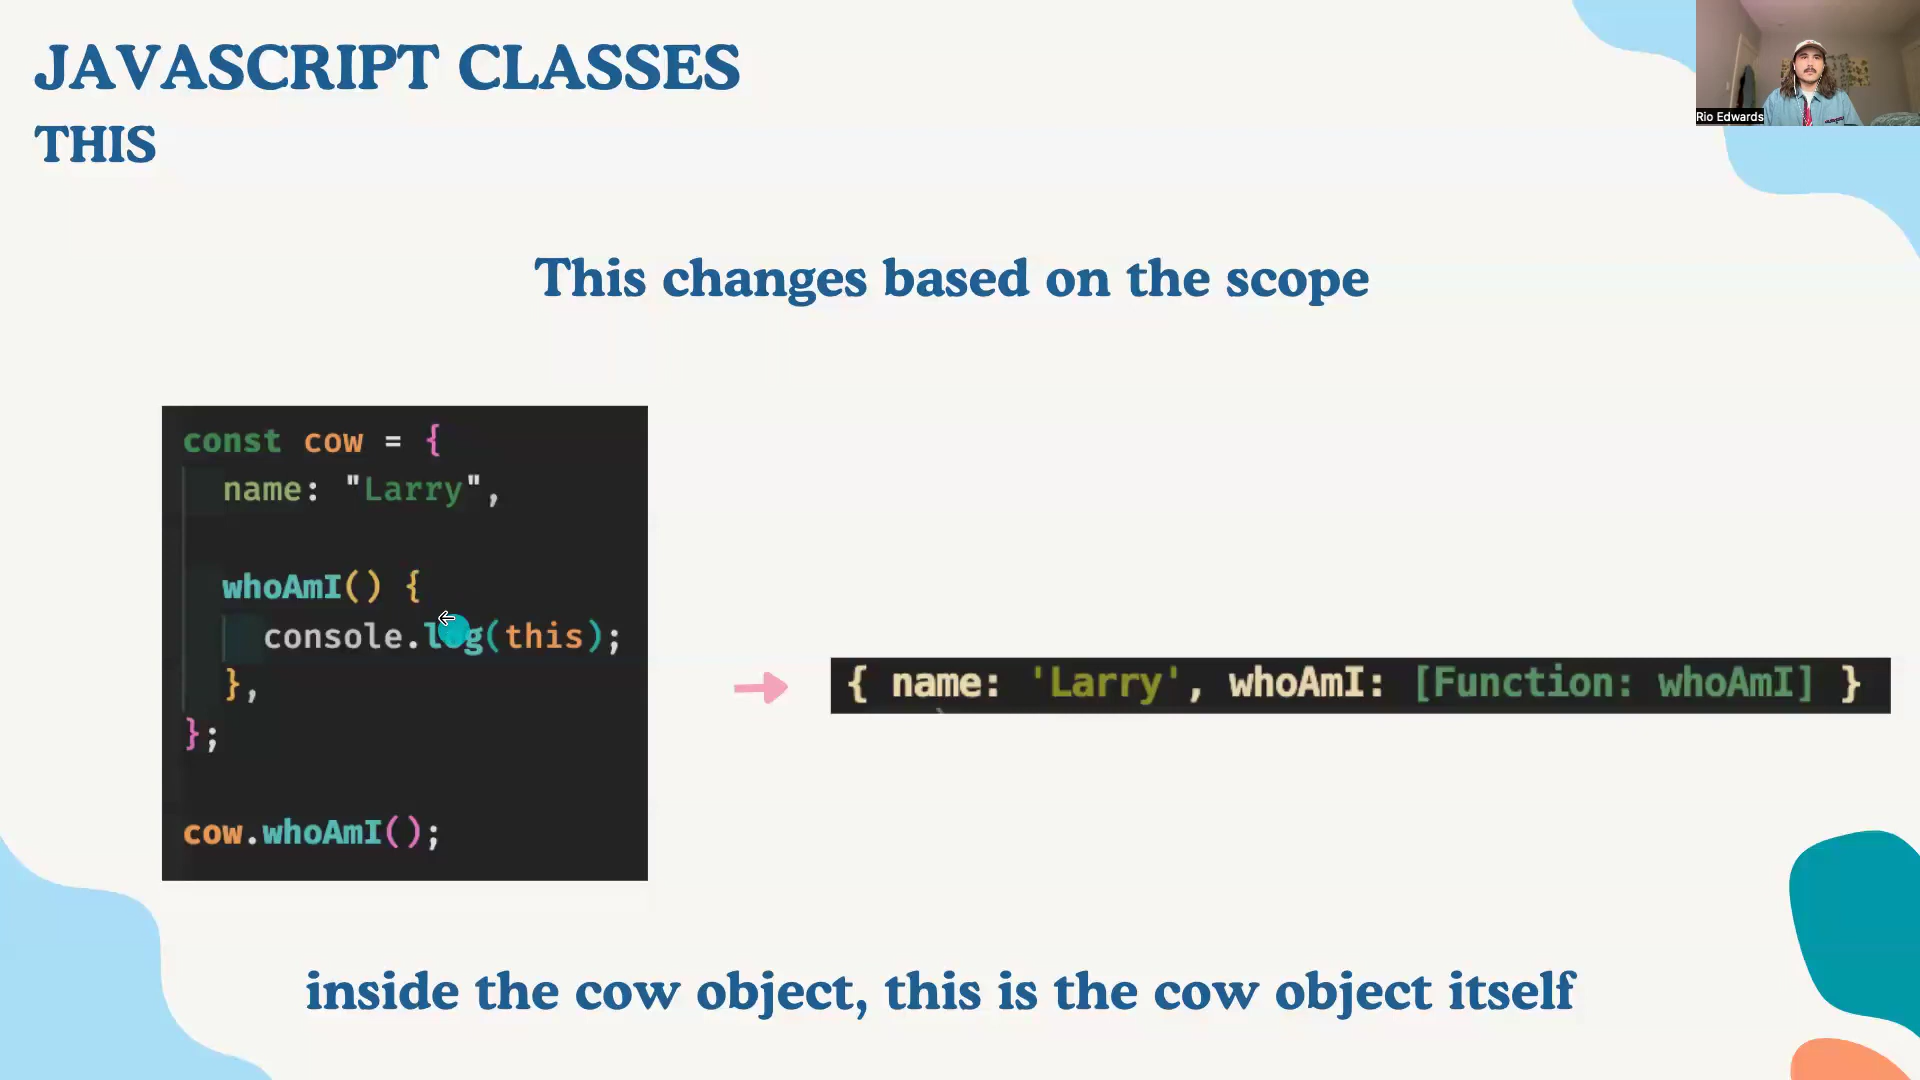 JAVASCRIPT CLASSES
THIS
Rio Edwards
This changes based on the scope
const cow = {
name: "Larry",
whoAmI() {
console.log(this);
},
};
cow.whoAmI();
{ name: 'Larry', whoAmI: [Function: whoAmI] }
inside the cow object, this is the cow object itself